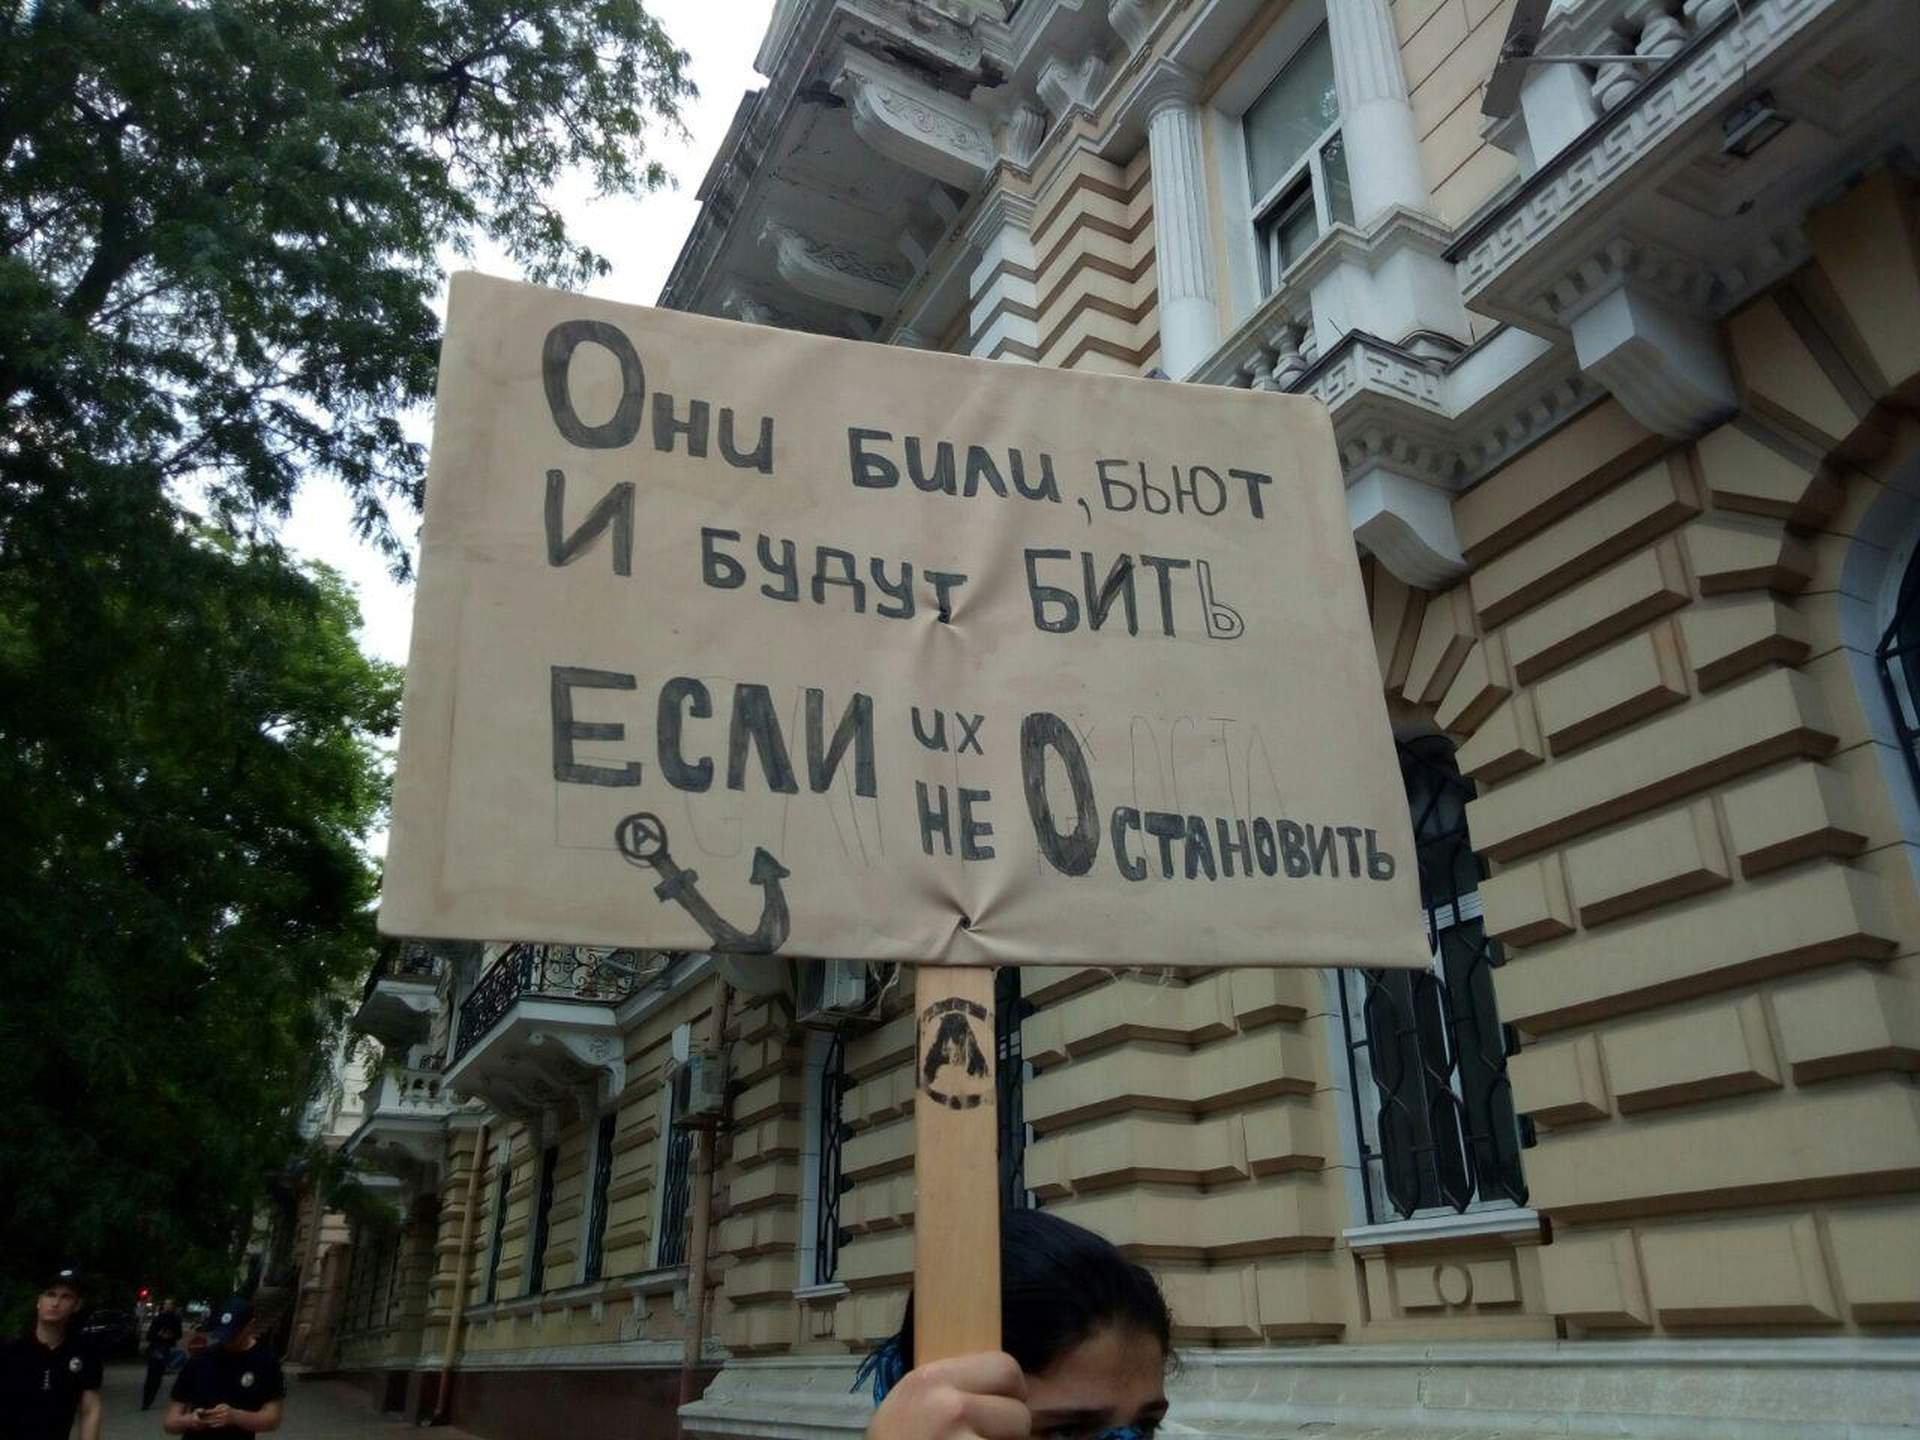 Они били, бьют
И будут бить
Если их
не остановить
А
А